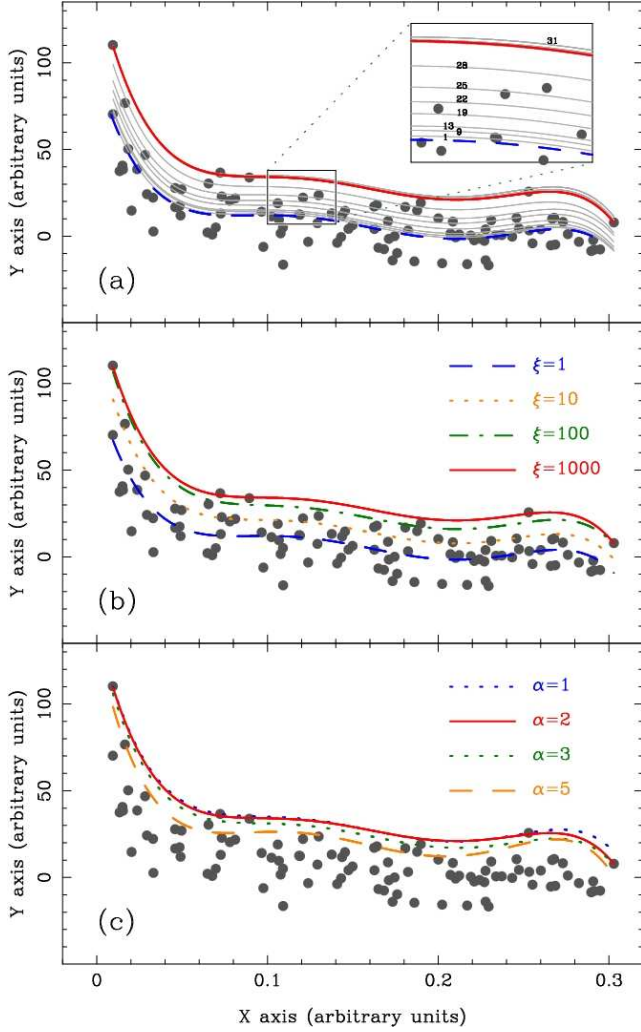 31
28
25
22
19
13
9
1
100
50
0
Y axis (arbitrary units)
(a)
ξ=1
ξ=10
ξ=100
ξ=1000
100
50
0
Y axis (arbitrary units)
(b)
α=1
α=2
α=3
α=5
100
50
0
Y axis (arbitrary units)
(c)
0 0.1 0.2 0.3
X axis (arbitrary units)